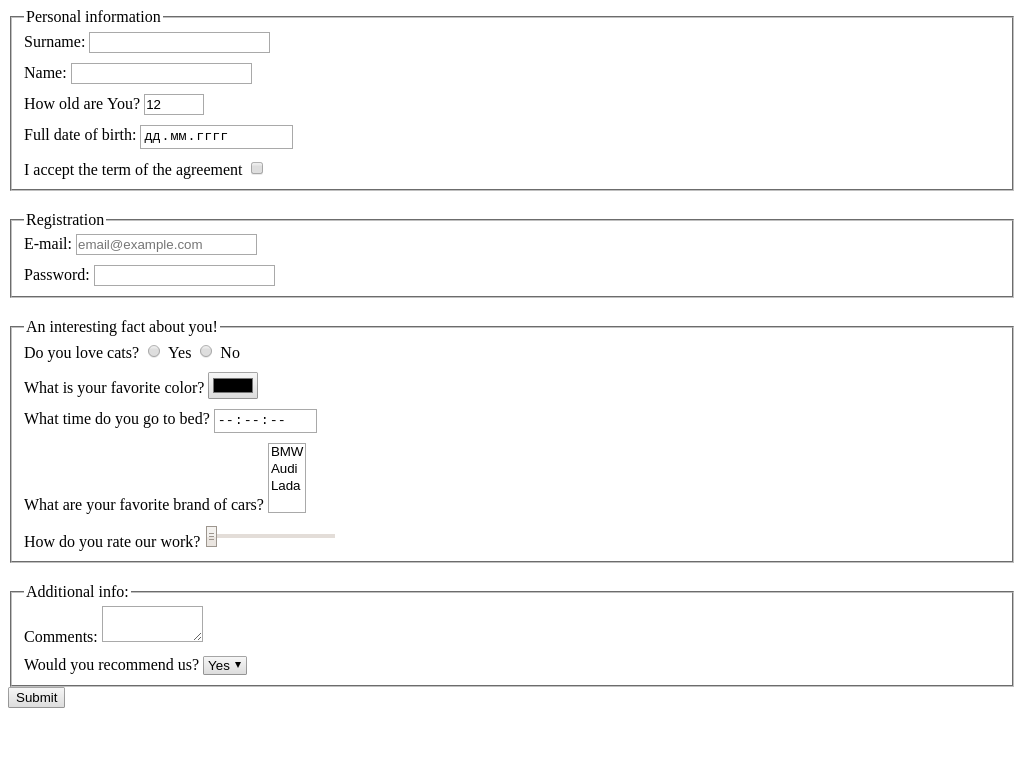 Personal information
Surname:
Name:
How old are You? 12
Full date of birth: дд.мм.гггг
I accept the term of the agreement
Registration
E-mail: email@example.com
Password:
An interesting fact about you!
Do you love cats? Yes No
What is your favorite color?
What time do you go to bed? --:--:--
BMW
Audi
Lada
What are your favorite brand of cars?
How do you rate our work?
Additional info:
Comments:
Would you recommend us? Yes
Submit